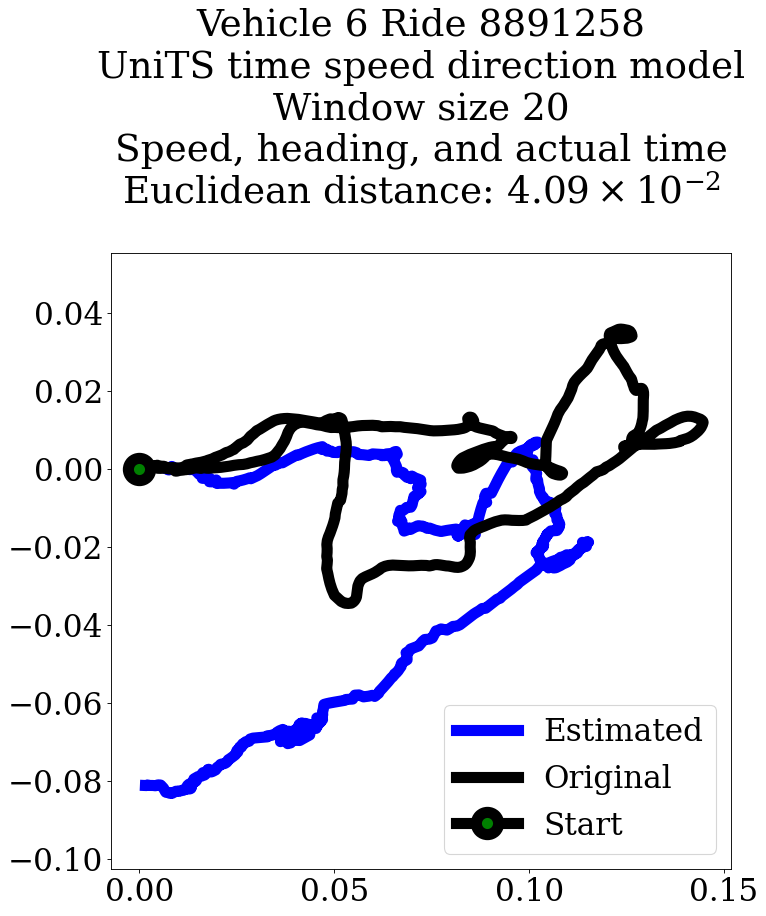 Vehicle 6 Ride 8891258
UniTS time speed direction model
Window size 20
Speed, heading, and actual time
Euclidean distance: 4.09 × 10⁻²
0.04
0.02
0.00
−0.02
−0.04
−0.06
−0.08
−0.10
Estimated
Original
Start
0.00 0.05 0.10 0.15